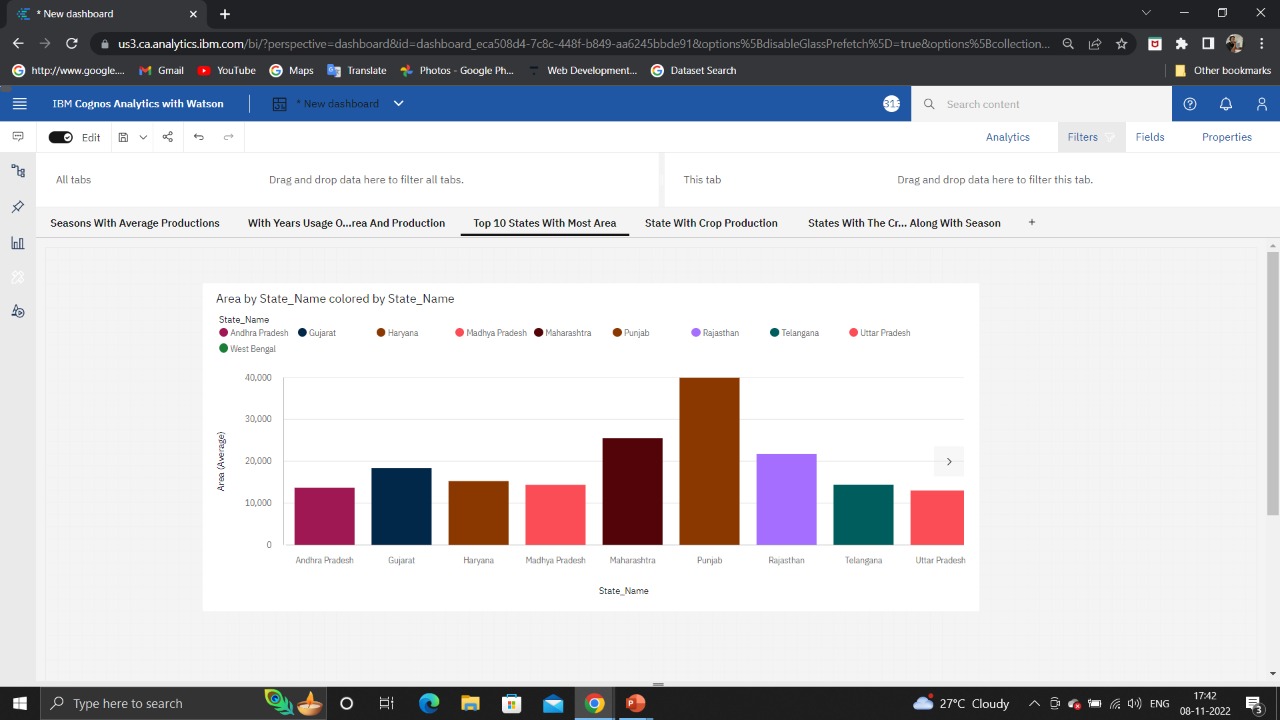 * New dashboard
us3.ca.analytics.ibm.com/bi/?perspective=dashboard&id=dashboard_eca508d4-7c8c-448f-b849-aa6245bbde91&options%5BdisableGlassPrefetch%5D=true&options%5Bcollection...
http://www.google.... Gmail YouTube Maps Translate Photos - Google Ph... Web Development... Dataset Search Other bookmarks
IBM Cognos Analytics with Watson * New dashboard Search content
Edit Analytics Filters Fields Properties
All tabs Drag and drop data here to filter all tabs. This tab Drag and drop data here to filter this tab.
Seasons With Average Productions With Years Usage O...rea And Production Top 10 States With Most Area State With Crop Production States With The Cr... Along With Season +
Area by State_Name colored by State_Name
State_Name
Andhra Pradesh Gujarat Haryana Madhya Pradesh Maharashtra Punjab Rajasthan Telangana Uttar Pradesh
West Bengal
40,000
30,000
20,000
10,000
0
Area (Average)
Andhra Pradesh Gujarat Haryana Madhya Pradesh Maharashtra Punjab Rajasthan Telangana Uttar Pradesh
State_Name
Type here to search 27°C Cloudy ENG 17:42
08-11-2022 3